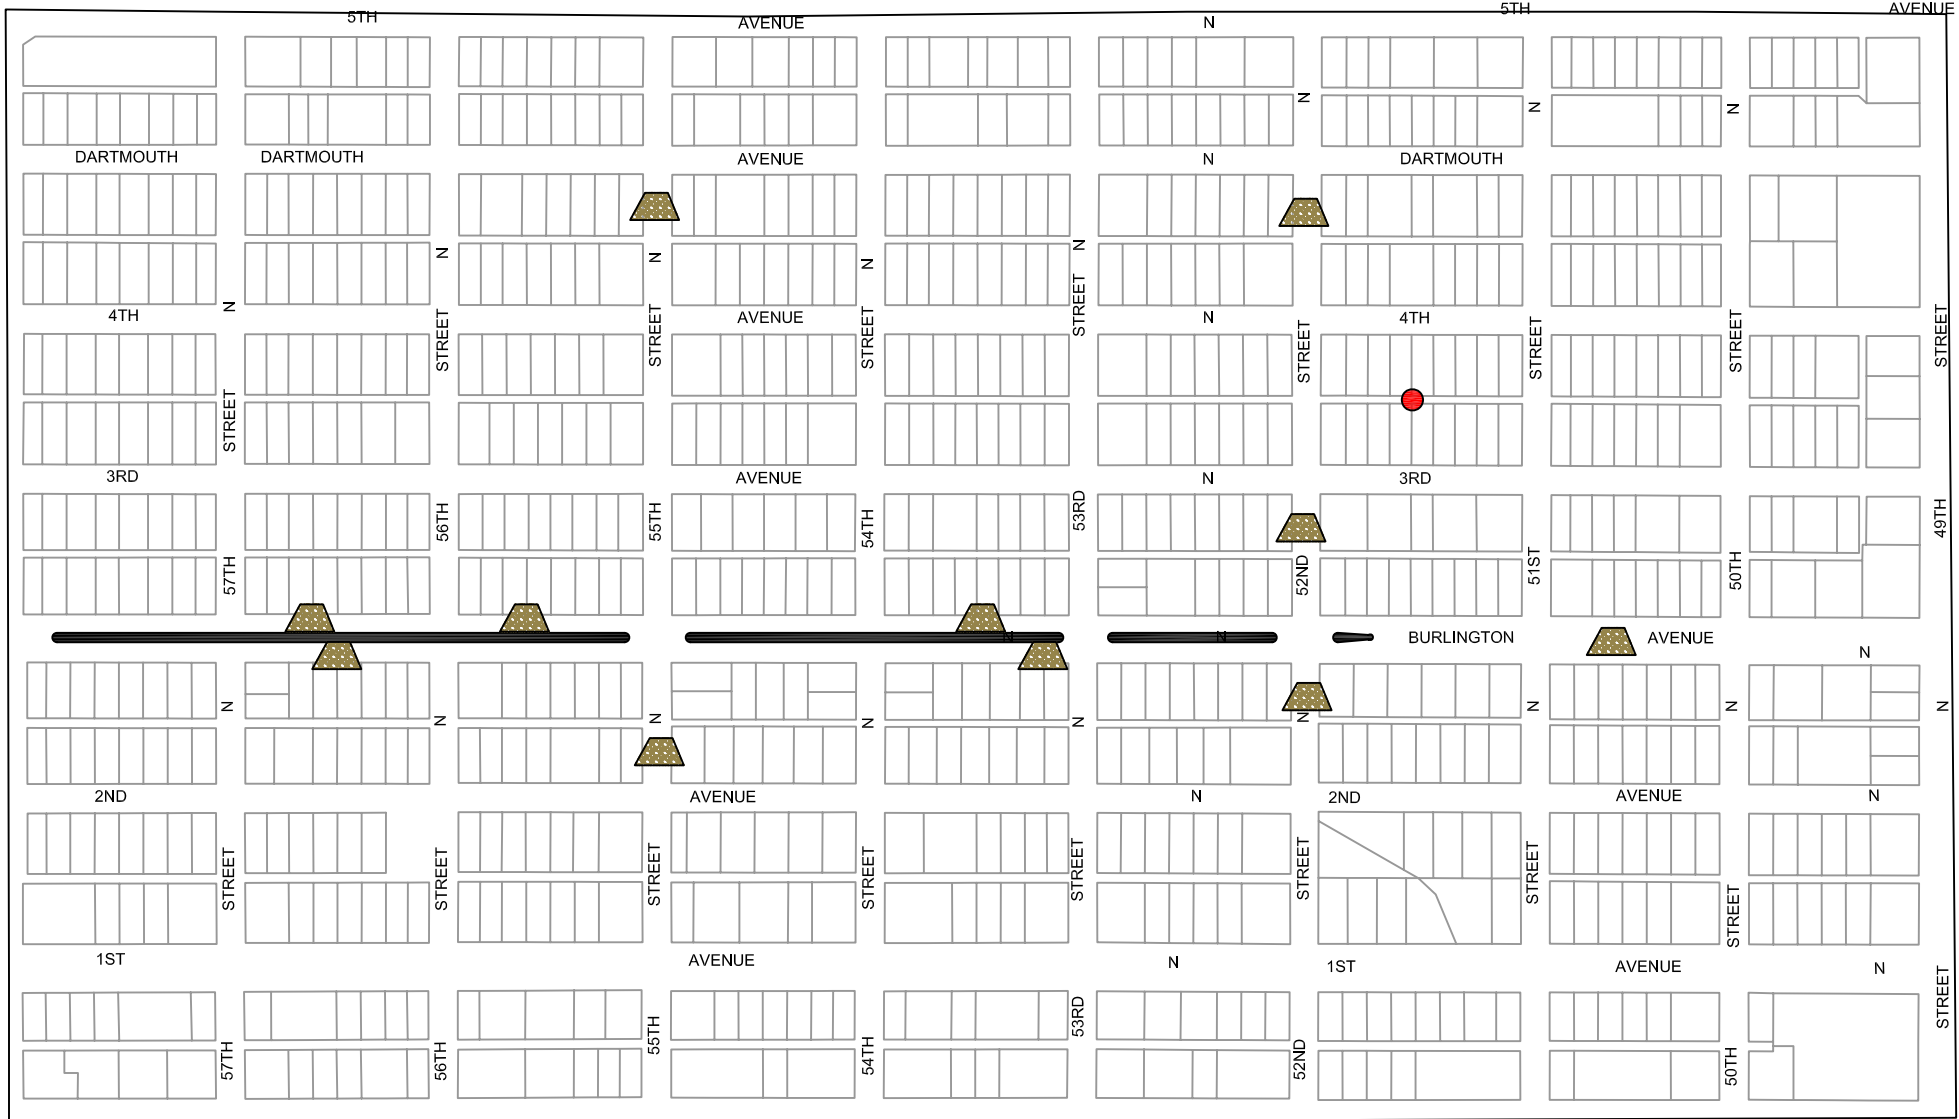 5TH AVENUE N 5TH AVENUE
N N N
DARTMOUTH DARTMOUTH AVENUE N DARTMOUTH
N N N N N
STREET
4TH AVENUE N 4TH
STREET STREET STREET STREET STREET STREET STREET
STREET
3RD AVENUE N 3RD
56TH 55TH 54TH 53RD 49TH
57TH 52ND 51ST 50TH
N N BURLINGTON AVENUE
N
N N N N N N N N N
2ND AVENUE N 2ND AVENUE N
STREET STREET STREET STREET STREET STREET STREET
STREET
1ST AVENUE N 1ST AVENUE N
STREET
57TH 56TH 55TH 54TH 53RD 52ND 50TH